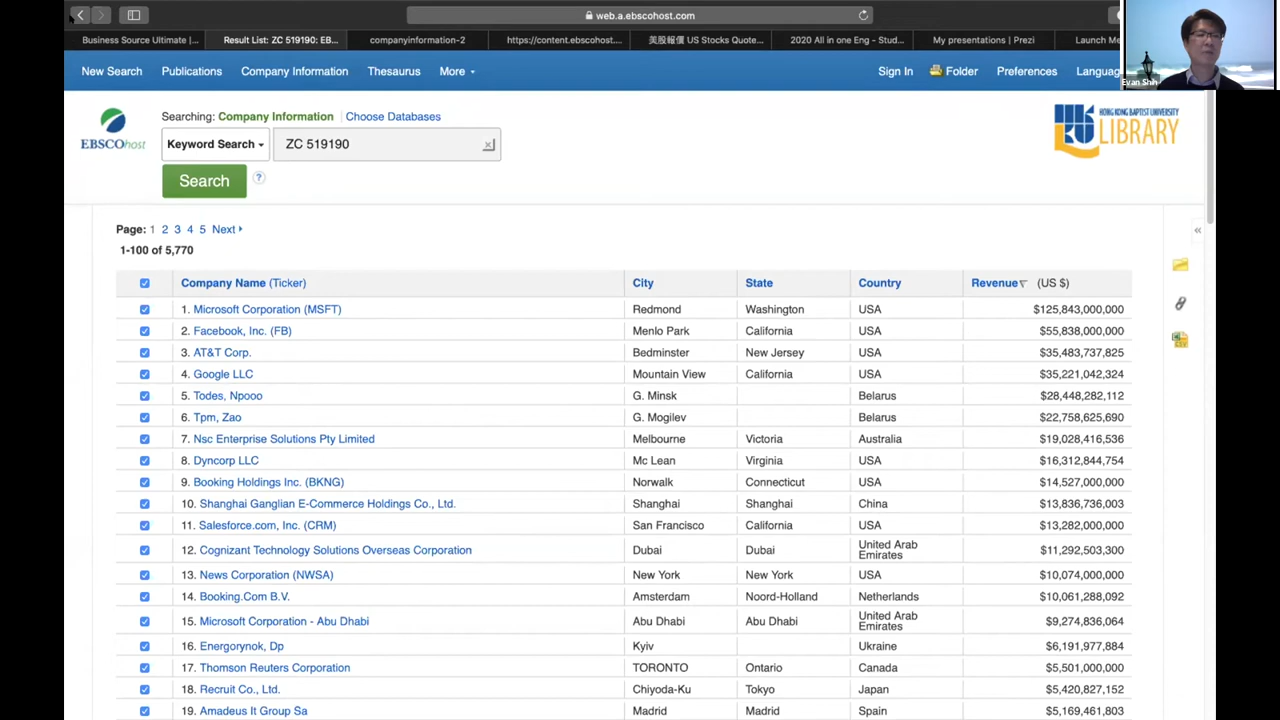 web.a.ebscohost.com
Business Source Ultimate |... Result List: ZC 519190: EB... companyinformation-2 https://content.ebscohost.... 美股報價 US Stocks Quote... 2020 All in one Eng - Stud... My presentations | Prezi Launch Me
New Search Publications Company Information Thesaurus More Sign In Folder Preferences Languag
Evan Shih
Searching: Company Information Choose Databases
EBSCOhost
Keyword Search ZC 519190
Search ?
HONG KONG BAPTIST UNIVERSITY
LIBRARY
Page: 1 2 3 4 5 Next
1-100 of 5,770
Company Name (Ticker) City State Country Revenue (US $)
1. Microsoft Corporation (MSFT) Redmond Washington USA $125,843,000,000
2. Facebook, Inc. (FB) Menlo Park California USA $55,838,000,000
3. AT&T Corp. Bedminster New Jersey USA $35,483,737,825
4. Google LLC Mountain View California USA $35,221,042,324
5. Todes, Npooo G. Minsk Belarus $28,448,282,112
6. Tpm, Zao G. Mogilev Belarus $22,758,625,690
7. Nsc Enterprise Solutions Pty Limited Melbourne Victoria Australia $19,028,416,536
8. Dyncorp LLC Mc Lean Virginia USA $16,312,844,754
9. Booking Holdings Inc. (BKNG) Norwalk Connecticut USA $14,527,000,000
10. Shanghai Ganglian E-Commerce Holdings Co., Ltd. Shanghai Shanghai China $13,836,736,003
11. Salesforce.com, Inc. (CRM) San Francisco California USA $13,282,000,000
12. Cognizant Technology Solutions Overseas Corporation Dubai Dubai United Arab Emirates $11,292,503,300
13. News Corporation (NWSA) New York New York USA $10,074,000,000
14. Booking.Com B.V. Amsterdam Noord-Holland Netherlands $10,061,288,092
15. Microsoft Corporation - Abu Dhabi Abu Dhabi Abu Dhabi United Arab Emirates $9,274,836,064
16. Energorynok, Dp Kyiv Ukraine $6,191,977,884
17. Thomson Reuters Corporation TORONTO Ontario Canada $5,501,000,000
18. Recruit Co., Ltd. Chiyoda-Ku Tokyo Japan $5,420,827,152
19. Amadeus It Group Sa Madrid Madrid Spain $5,169,461,803